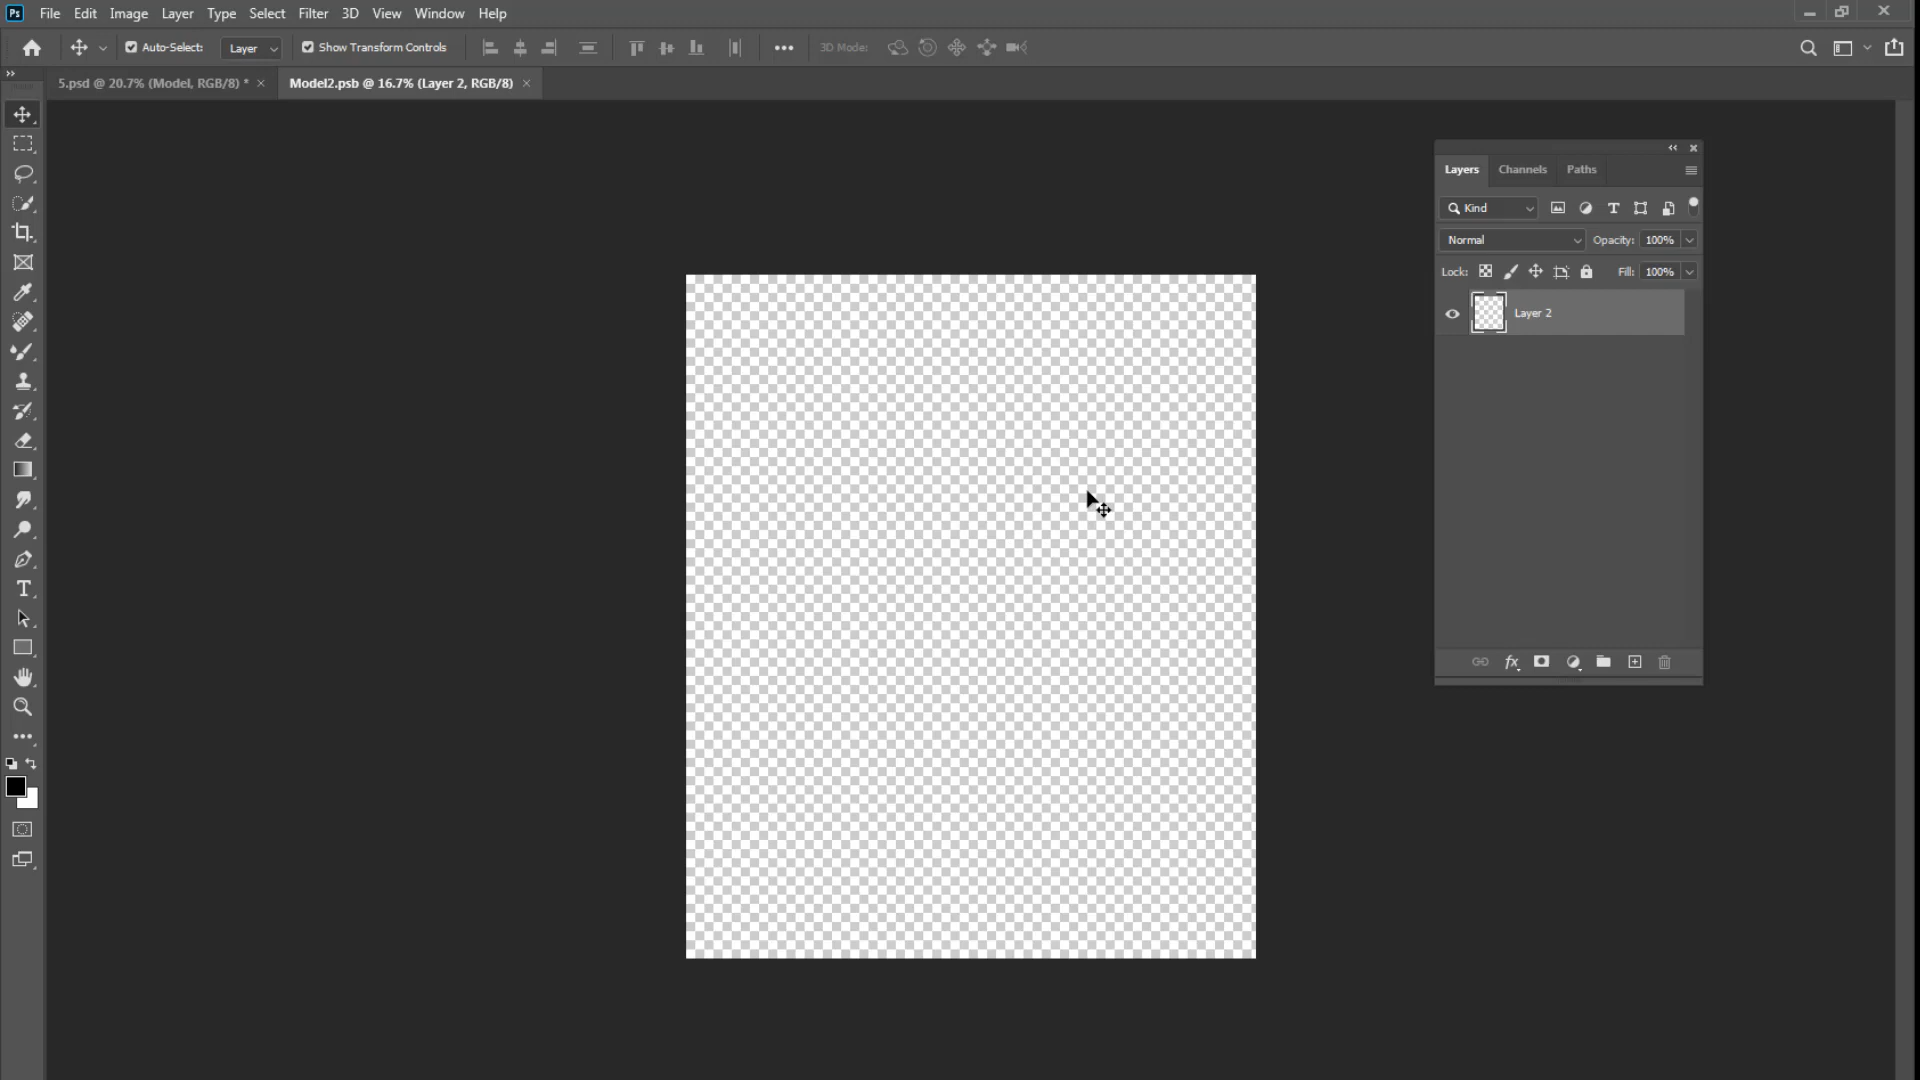 Ps File Edit Image Layer Type Select Filter 3D View Window Help
Auto-Select: Layer Show Transform Controls 3D Mode:
5.psd @ 20.7% (Model, RGB/8) * Model2.psb @ 16.7% (Layer 2, RGB/8)
Layers Channels Paths
Kind
Normal Opacity: 100%
Lock: Fill: 100%
Layer 2
fx